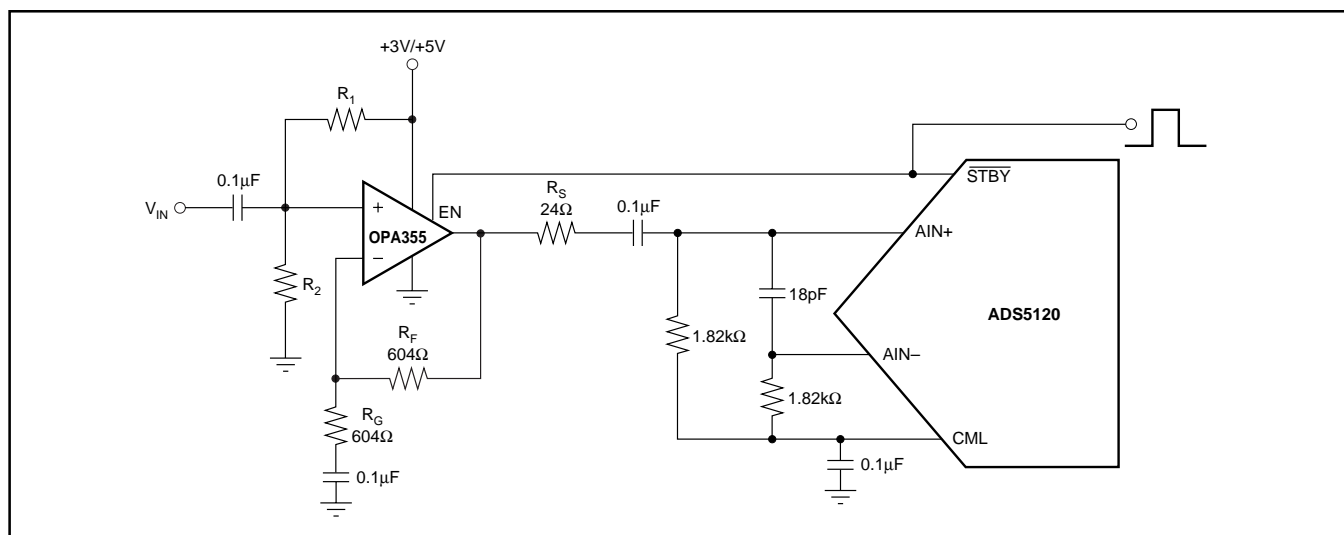 +3V/+5V
R1
0.1µF
VIN
+
EN
OPA355
–
R2
RS
24Ω
0.1µF
STBY
AIN+
18pF
ADS5120
1.82kΩ
AIN–
RF
604Ω
1.82kΩ
RG
604Ω
CML
0.1µF
0.1µF